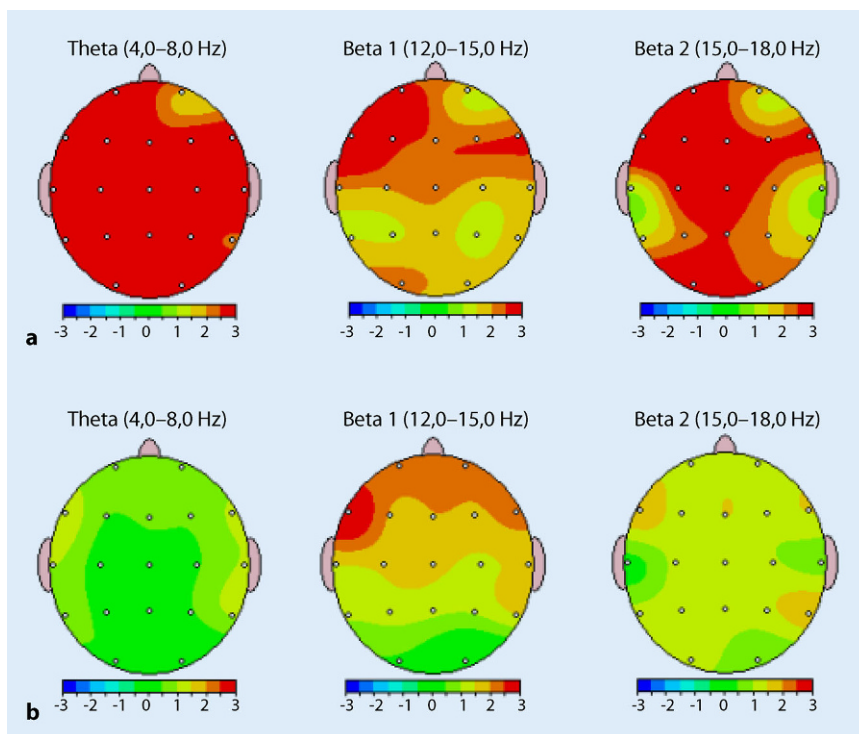 Theta (4,0–8,0 Hz) Beta 1 (12,0–15,0 Hz) Beta 2 (15,0–18,0 Hz)
-3 -2 -1 0 1 2 3 -3 -2 -1 0 1 2 3 -3 -2 -1 0 1 2 3
a
Theta (4,0–8,0 Hz) Beta 1 (12,0–15,0 Hz) Beta 2 (15,0–18,0 Hz)
-3 -2 -1 0 1 2 3 -3 -2 -1 0 1 2 3 -3 -2 -1 0 1 2 3
b